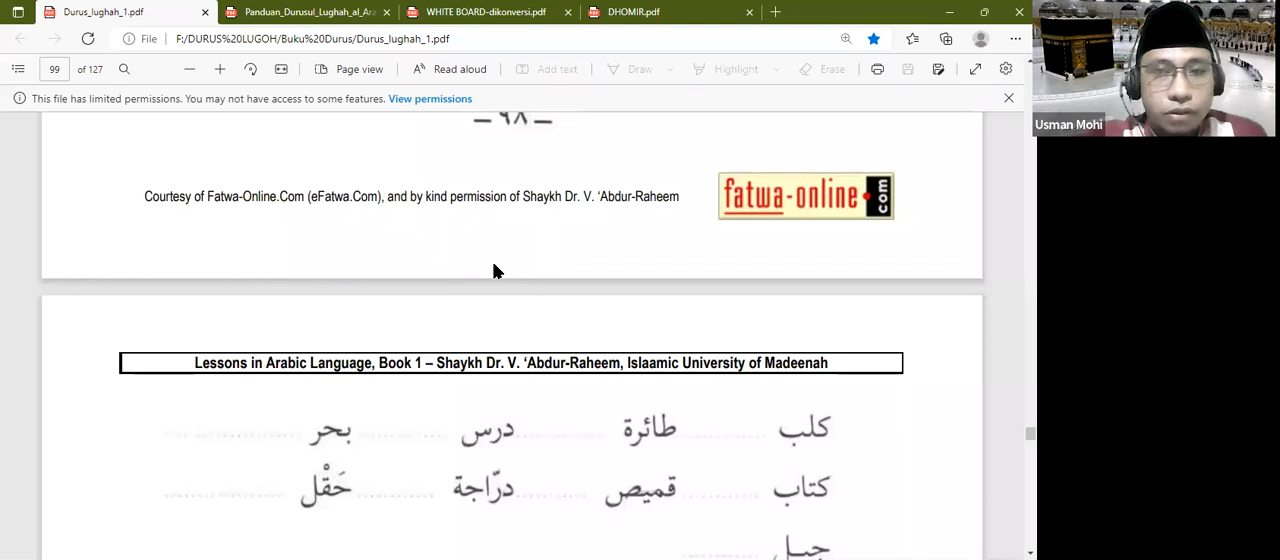 Durus_lughah_1.pdf
Panduan_Durusul_Lughah_al_Ara
WHITE BOARD-dikonversi.pdf
DHOMIR.pdf
File
F:/DURUS%20LUGOH/Buku%20Durus/Durus_lughah_1.pdf
99 of 127
Page view
Read aloud
Add text
Draw
Highlight
Erase
This file has limited permissions. You may not have access to some features. View permissions
Usman Mohi
– ٩٨ –
Courtesy of Fatwa-Online.Com (eFatwa.Com), and by kind permission of Shaykh Dr. V. ‘Abdur-Raheem
fatwa-online.com
Lessons in Arabic Language, Book 1 – Shaykh Dr. V. ‘Abdur-Raheem, Islaamic University of Madeenah
كلب ............ طائرة ............ درس ............ بحر ............
كتاب ............ قميص ............ درّاجة ............ حَقْل ............
جبل ............